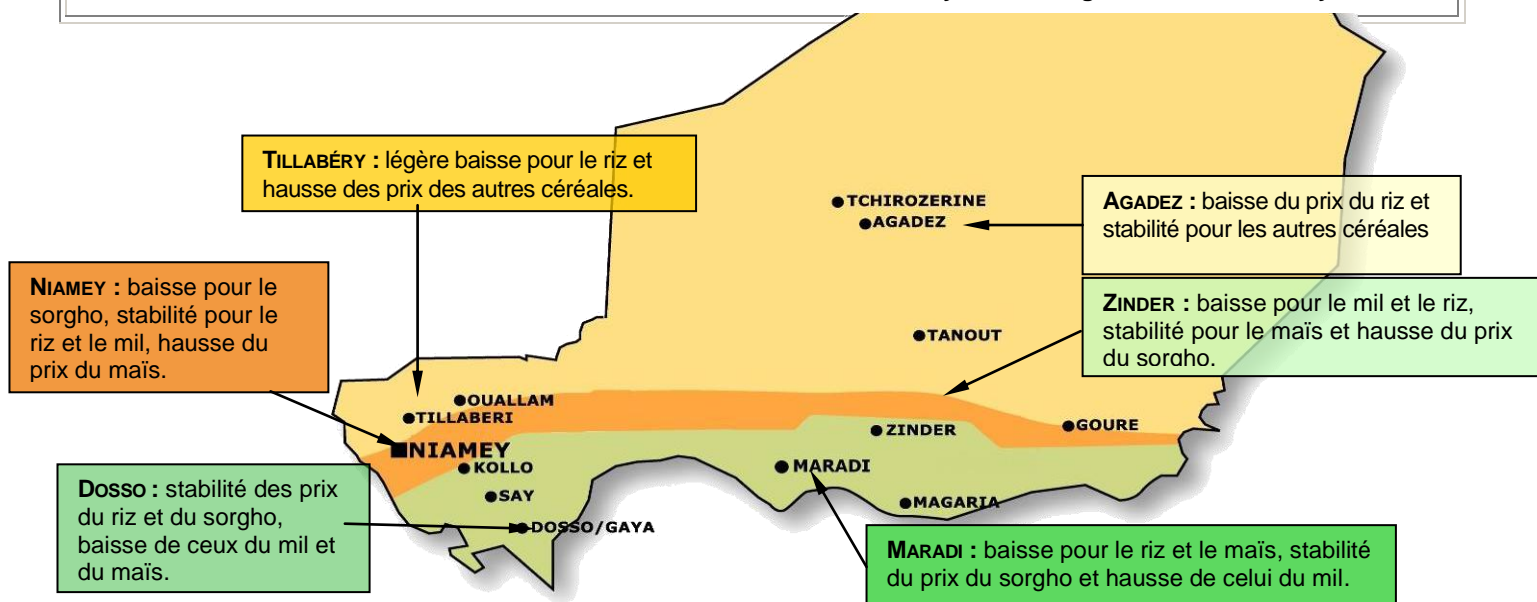 TILLABÉRY : légère baisse pour le riz et
hausse des prix des autres céréales.
TCHIROZERINE
AGADEZ
AGADEZ : baisse du prix du riz et
stabilité pour les autres céréales
NIAMEY : baisse pour le
sorgho, stabilité pour le
riz et le mil, hausse du
prix du maïs.
ZINDER : baisse pour le mil et le riz,
stabilité pour le maïs et hausse du prix
du sorgho.
TANOUT
OUALLAM
TILLABERI
NIAMEY
KOLLO
SAY
DOSSO/GAYA
ZINDER
GOURE
MARADI
MAGARIA
DOSSO : stabilité des prix
du riz et du sorgho,
baisse de ceux du mil et
du maïs.
MARADI : baisse pour le riz et le maïs, stabilité
du prix du sorgho et hausse de celui du mil.